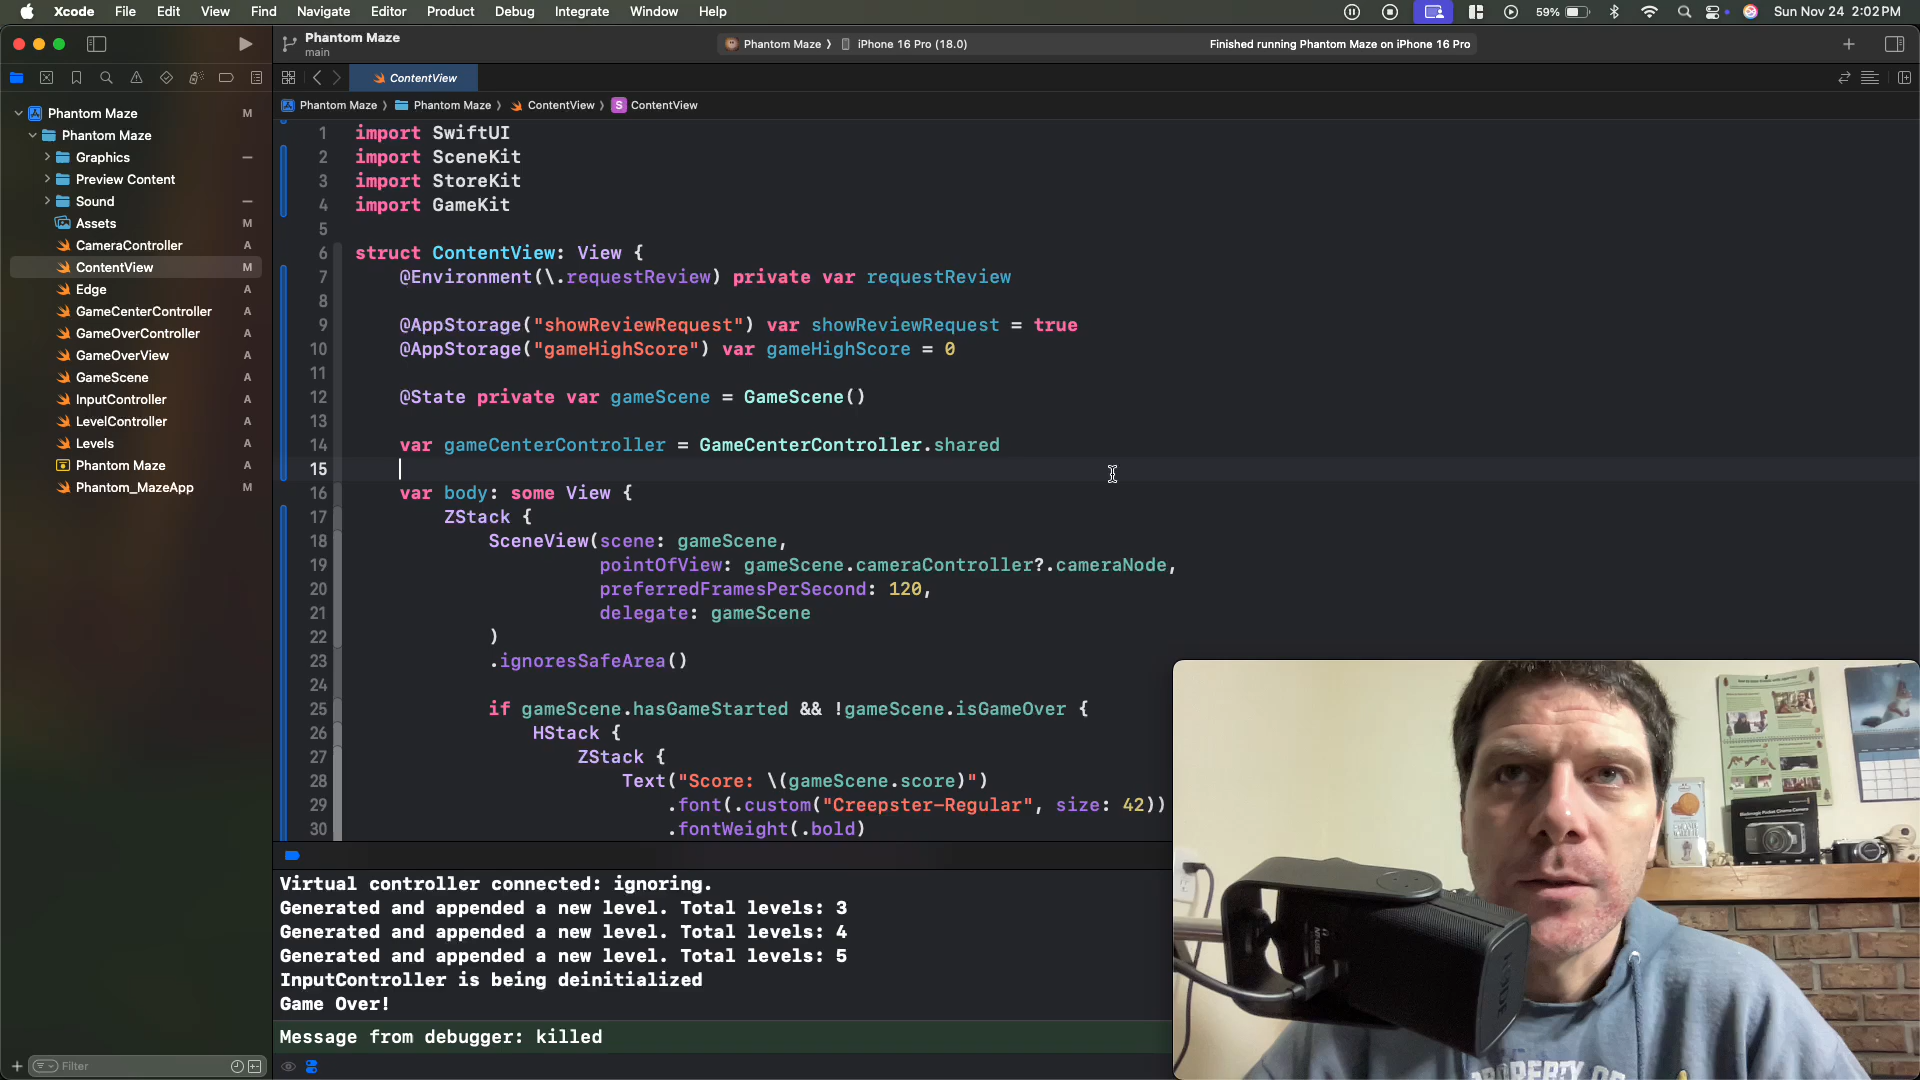 Xcode File Edit View Find Navigate Editor Product Debug Integrate Window Help
59%
Sun Nov 24 2:02 PM
Phantom Maze
main
Phantom Maze
iPhone 16 Pro (18.0)
Finished running Phantom Maze on iPhone 16 Pro
ContentView
Phantom Maze
Phantom Maze
ContentView
S ContentView
Phantom Maze M
Phantom Maze
Graphics
Preview Content
Sound
Assets M
CameraController A
ContentView M
Edge A
GameCenterController A
GameOverController A
GameOverView A
GameScene A
InputController A
LevelController A
Levels A
Phantom Maze A
Phantom_MazeApp M
Filter
1 import SwiftUI
2 import SceneKit
3 import StoreKit
4 import GameKit
5
6 struct ContentView: View {
7 @Environment(\.requestReview) private var requestReview
8
9 @AppStorage("showReviewRequest") var showReviewRequest = true
10 @AppStorage("gameHighScore") var gameHighScore = 0
11
12 @State private var gameScene = GameScene()
13
14 var gameCenterController = GameCenterController.shared
15
16 var body: some View {
17 ZStack {
18 SceneView(scene: gameScene,
19 pointOfView: gameScene.cameraController?.cameraNode,
20 preferredFramesPerSecond: 120,
21 delegate: gameScene
22 )
23 .ignoresSafeArea()
24
25 if gameScene.hasGameStarted && !gameScene.isGameOver {
26 HStack {
27 ZStack {
28 Text("Score: \(gameScene.score)")
29 .font(.custom("Creepster-Regular", size: 42))
30 .fontWeight(.bold)
Virtual controller connected: ignoring.
Generated and appended a new level. Total levels: 3
Generated and appended a new level. Total levels: 4
Generated and appended a new level. Total levels: 5
InputController is being deinitialized
Game Over!
Message from debugger: killed
PROPERTY OF